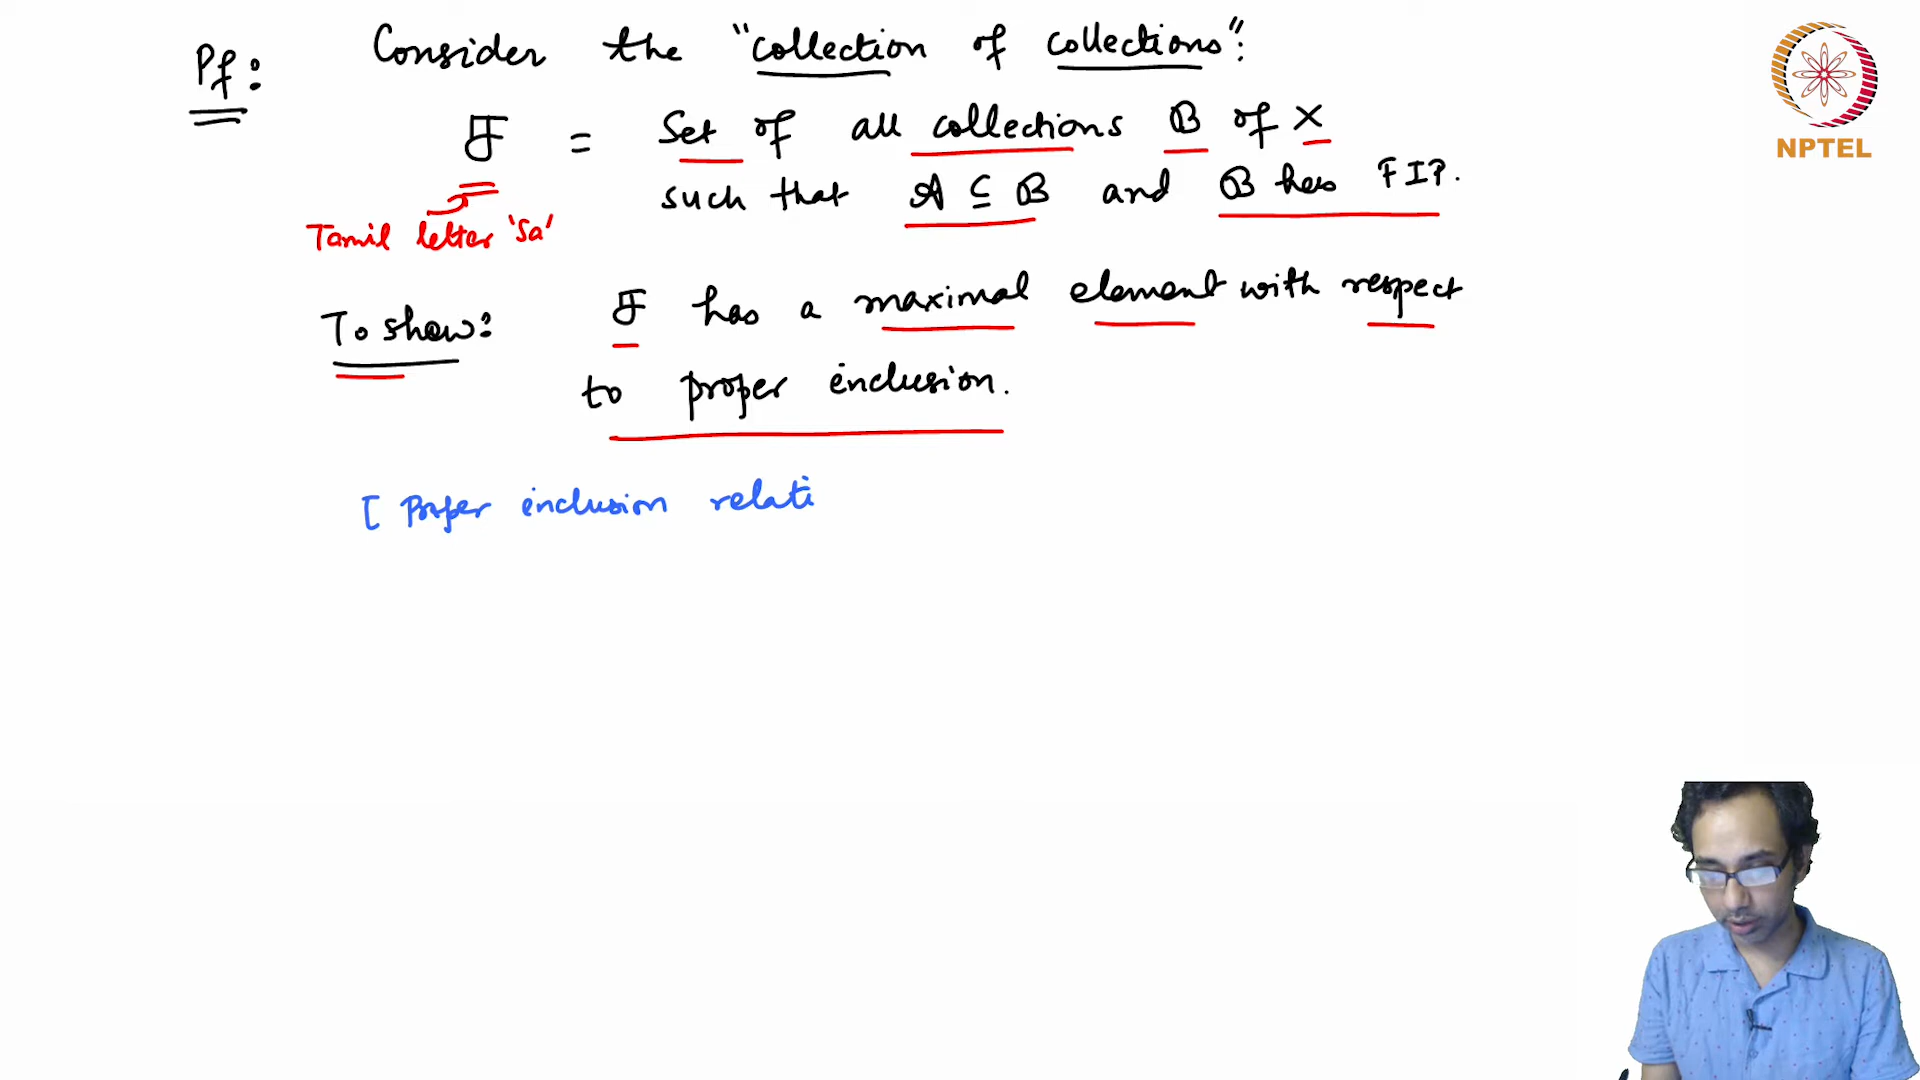 Pf: Consider the "collection of collections":
ச = Set of all collections B of X
such that A ⊆ B and B has FIP.
Tamil letter 'Sa'
To show: ச has a maximal element with respect
to proper inclusion.
[ Proper inclusion relati
NPTEL